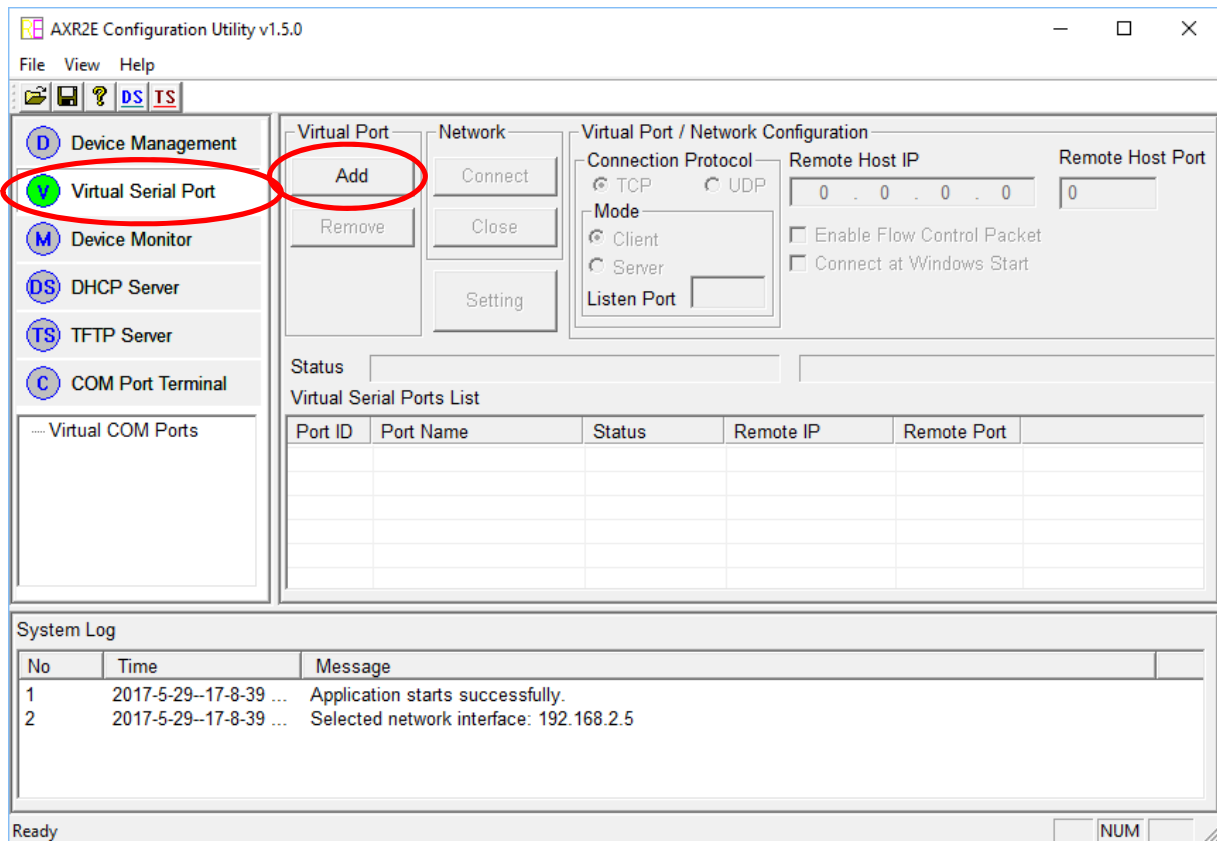 AXR2E Configuration Utility v1.5.0
File View Help
DS TS
D Device Management
V Virtual Serial Port
M Device Monitor
DS DHCP Server
TS TFTP Server
C COM Port Terminal
Virtual COM Ports
Virtual Port
Add
Remove
Network
Connect
Close
Setting
Virtual Port / Network Configuration
Connection Protocol
TCP UDP
Mode
Client
Server
Listen Port
Remote Host IP
0 . 0 . 0 . 0
Remote Host Port
0
Enable Flow Control Packet
Connect at Windows Start
Status
Virtual Serial Ports List
Port ID Port Name Status Remote IP Remote Port
System Log
No Time Message
1 2017-5-29--17-8-39 ... Application starts successfully.
2 2017-5-29--17-8-39 ... Selected network interface: 192.168.2.5
Ready NUM